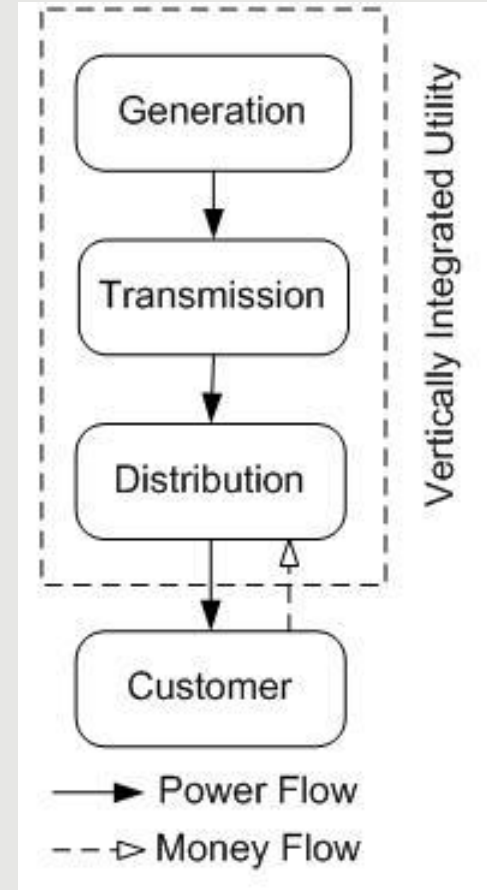 Generation
Transmission
Distribution
Customer
Vertically Integrated Utility
Power Flow
Money Flow